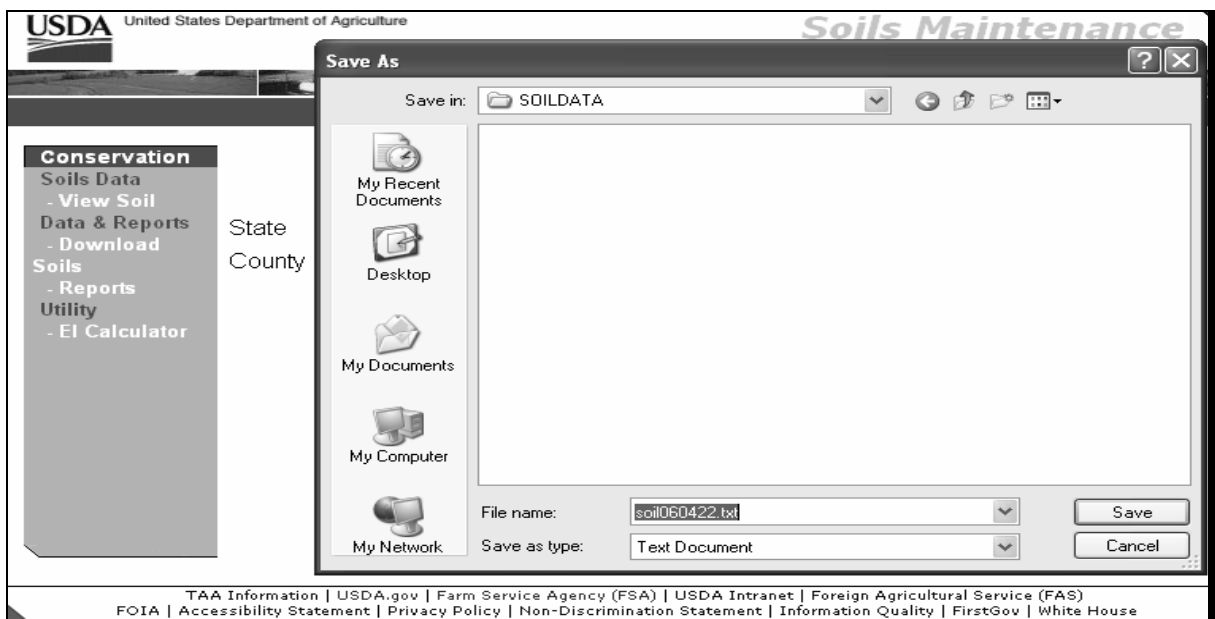 USDA United States Department of Agriculture
Soils Maintenance
Save As
Save in: SOILDATA
Conservation
Soils Data
- View Soil
Data & Reports
- Download
Soils
- Reports
Utility
- EI Calculator
State
County
My Recent
Documents
Desktop
My Documents
My Computer
My Network
File name: soil060422.txt
Save
Save as type: Text Document
Cancel
TAA Information | USDA.gov | Farm Service Agency (FSA) | USDA Intranet | Foreign Agricultural Service (FAS)
FOIA | Accessibility Statement | Privacy Policy | Non-Discrimination Statement | Information Quality | FirstGov | White House